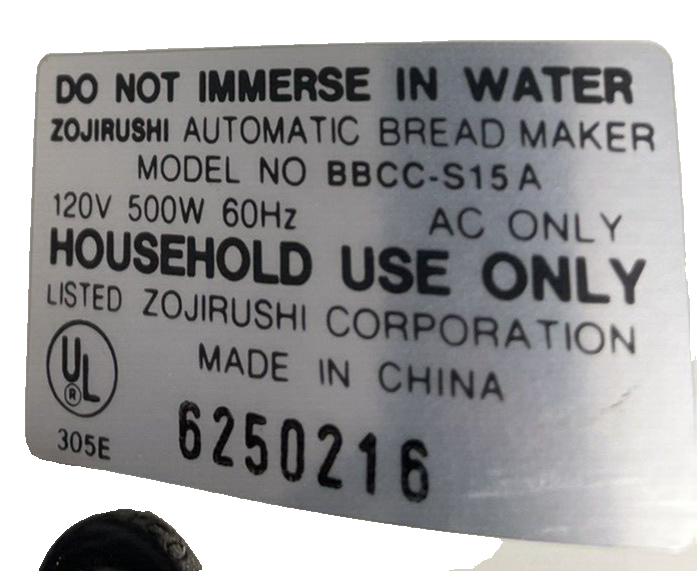 DO NOT IMMERSE IN WATER
ZOJIRUSHI AUTOMATIC BREAD MAKER
MODEL NO BBCC-S15A
120V 500W 60Hz AC ONLY
HOUSEHOLD USE ONLY
LISTED ZOJIRUSHI CORPORATION
MADE IN CHINA
UL ®
305E 6250216